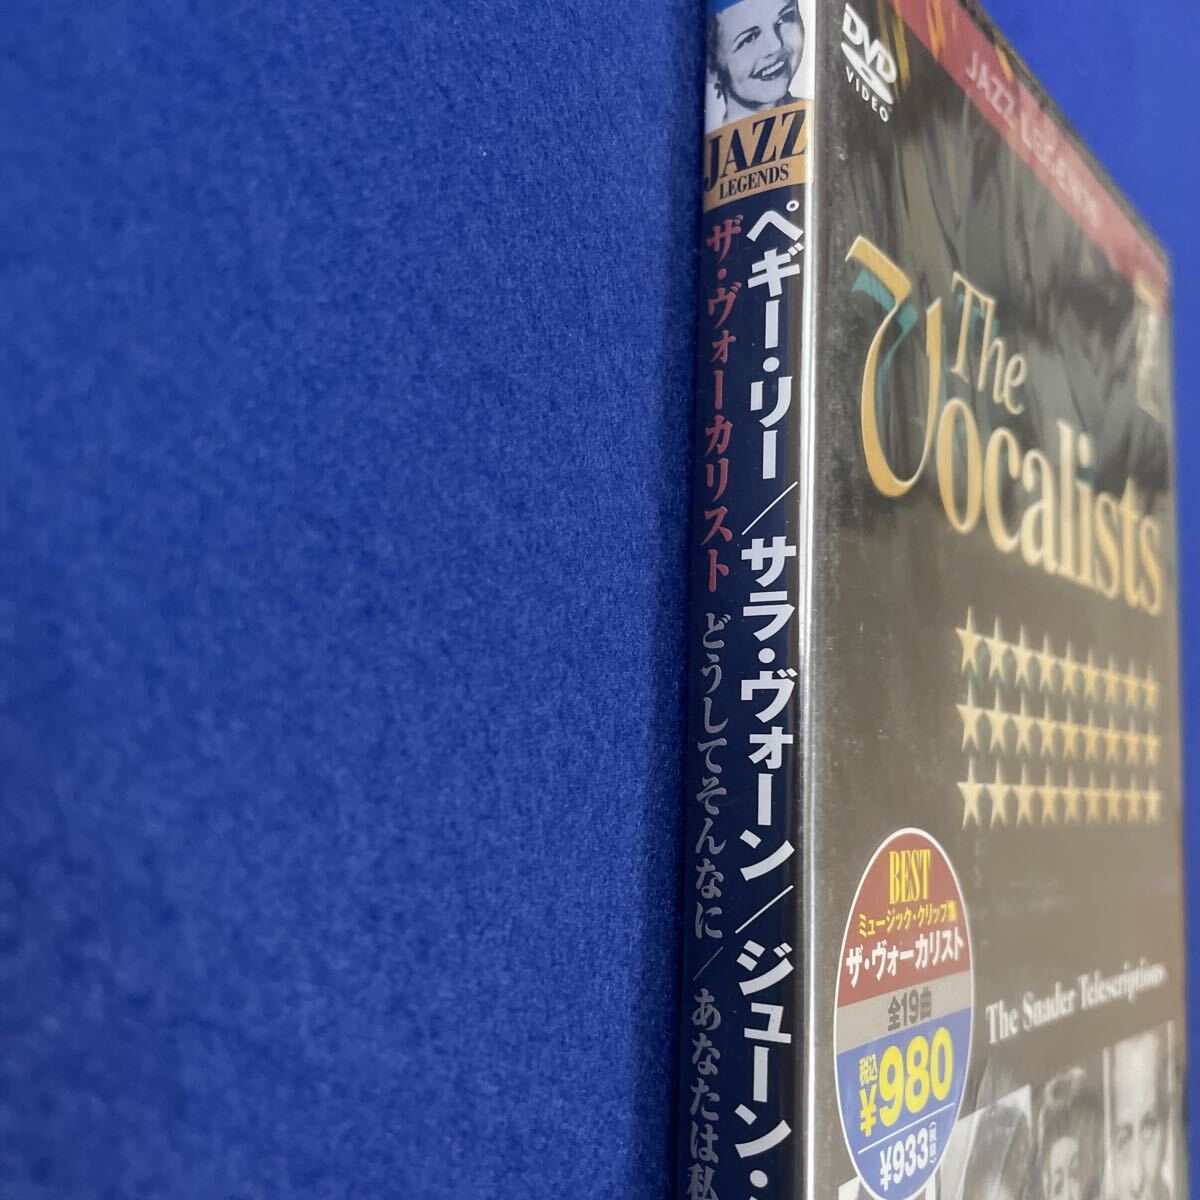 JAZZ
LEGENDS
ペギー・リー/サラ・ヴォーン/ジューン・
ザ・ヴォーカリスト どうしてそんなに/あなたは私
DVD
VIDEO
JAZZ LEGENDS
The
Vocalists
BEST
ミュージック・クリップ集
ザ・ヴォーカリスト
全19曲
税込
¥980
¥933(税抜)
The Snader Telescriptions